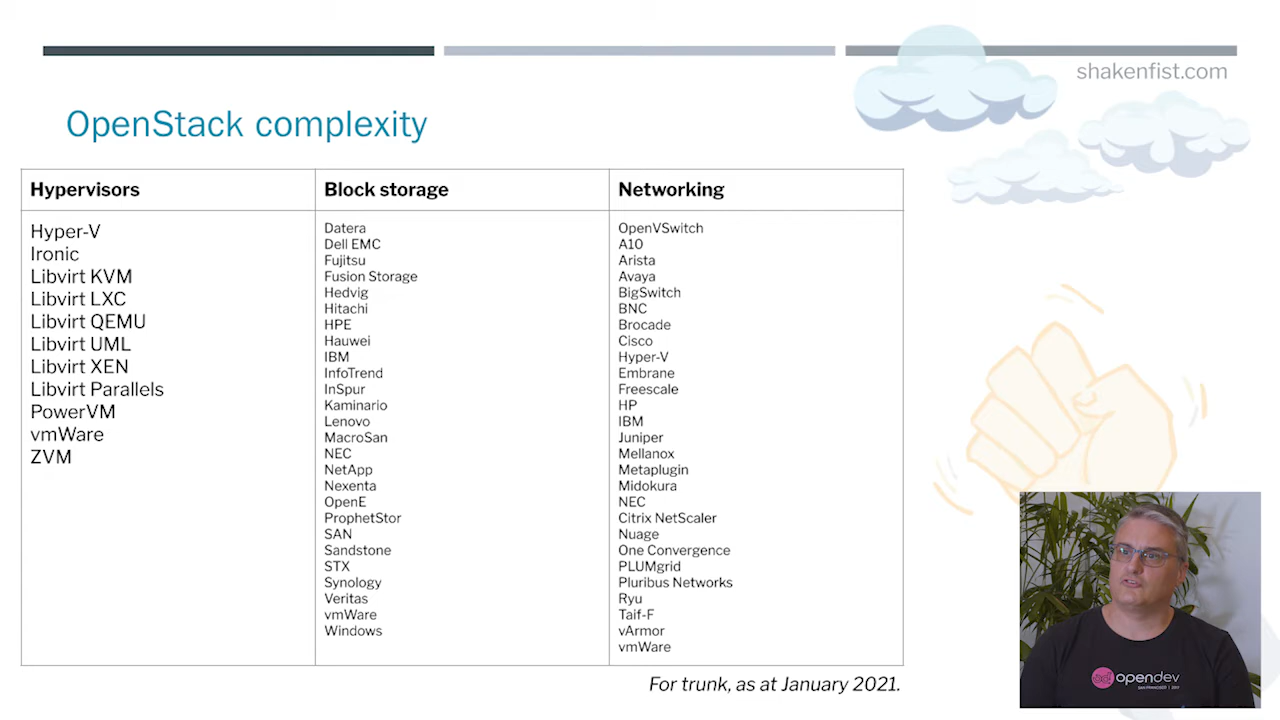 shakenfist.com
OpenStack complexity
Hypervisors
Hyper-V
Ironic
Libvirt KVM
Libvirt LXC
Libvirt QEMU
Libvirt UML
Libvirt XEN
Libvirt Parallels
PowerVM
vmWare
ZVM
Block storage
Datera
Dell EMC
Fujitsu
Fusion Storage
Hedvig
Hitachi
HPE
Hauwei
IBM
InfoTrend
InSpur
Kaminario
Lenovo
MacroSan
NEC
NetApp
Nexenta
OpenE
ProphetStor
SAN
Sandstone
STX
Synology
Veritas
vmWare
Windows
Networking
OpenVSwitch
A10
Arista
Avaya
BigSwitch
BNC
Brocade
Cisco
Hyper-V
Embrane
Freescale
HP
IBM
Juniper
Mellanox
Metaplugin
Midokura
NEC
Citrix NetScaler
Nuage
One Convergence
PLUMgrid
Pluribus Networks
Ryu
Taif-F
vArmor
vmWare
For trunk, as at January 2021.
opendev
SAN FRANCISCO | 2017